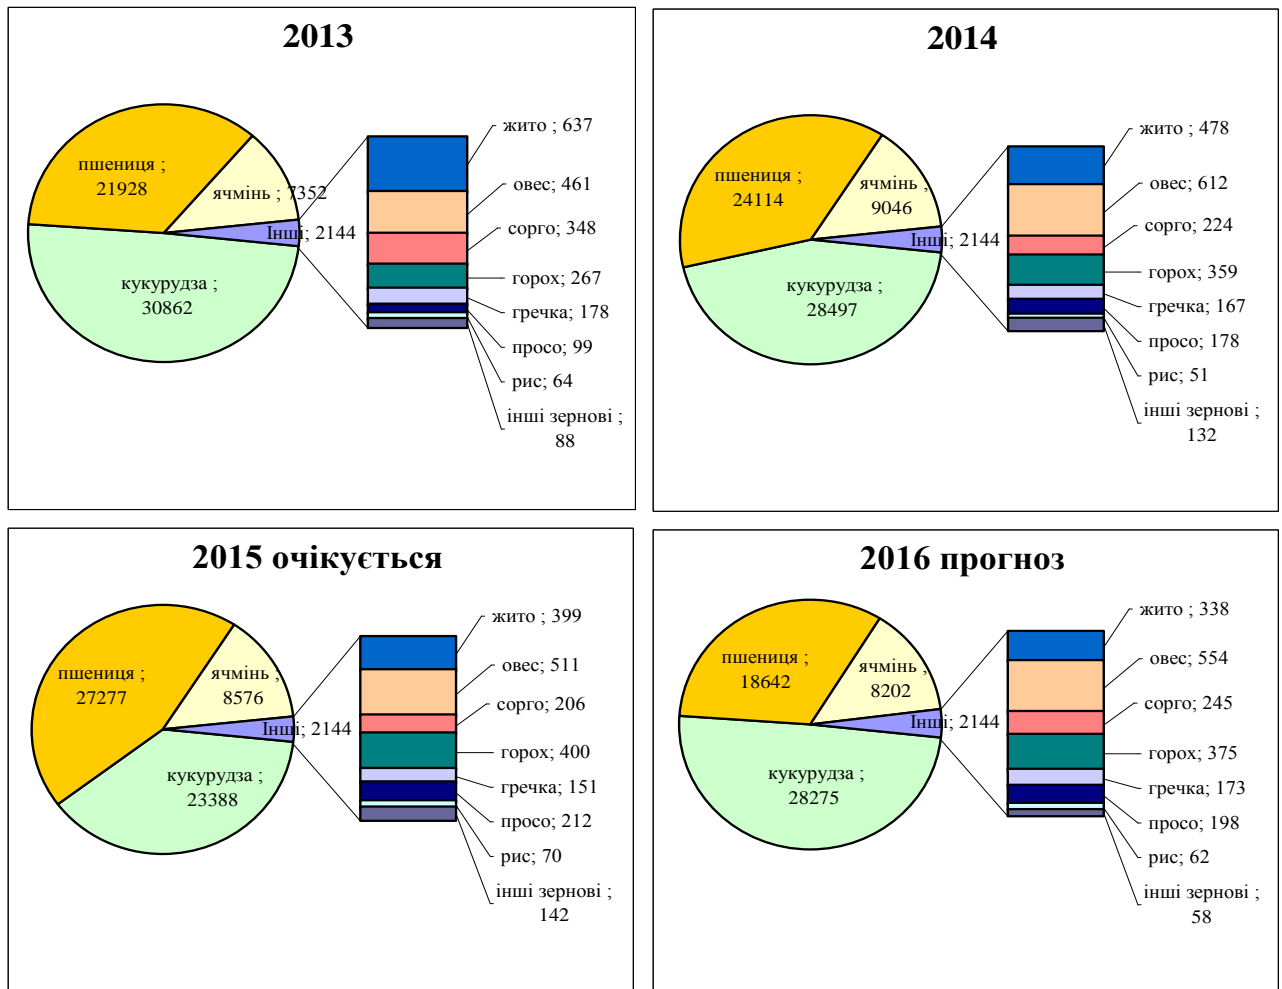 2013
пшениця ;
21928
ячмінь ; 7352
Інші; 2144
кукурудза ;
30862
жито ; 637
овес; 461
сорго; 348
горох; 267
гречка; 178
просо; 99
рис; 64
інші зернові ;
88
2014
пшениця ;
24114
ячмінь ;
9046
Інші; 2144
кукурудза ;
28497
жито ; 478
овес; 612
сорго; 224
горох; 359
гречка; 167
просо; 178
рис; 51
інші зернові ;
132
2015 очікується
пшениця ;
27277
ячмінь ;
8576
Інші; 2144
кукурудза ;
23388
жито ; 399
овес; 511
сорго; 206
горох; 400
гречка; 151
просо; 212
рис; 70
інші зернові ;
142
2016 прогноз
пшениця ;
18642
ячмінь ;
8202
Інші; 2144
кукурудза ;
28275
жито ; 338
овес; 554
сорго; 245
горох; 375
гречка; 173
просо; 198
рис; 62
інші зернові ;
58